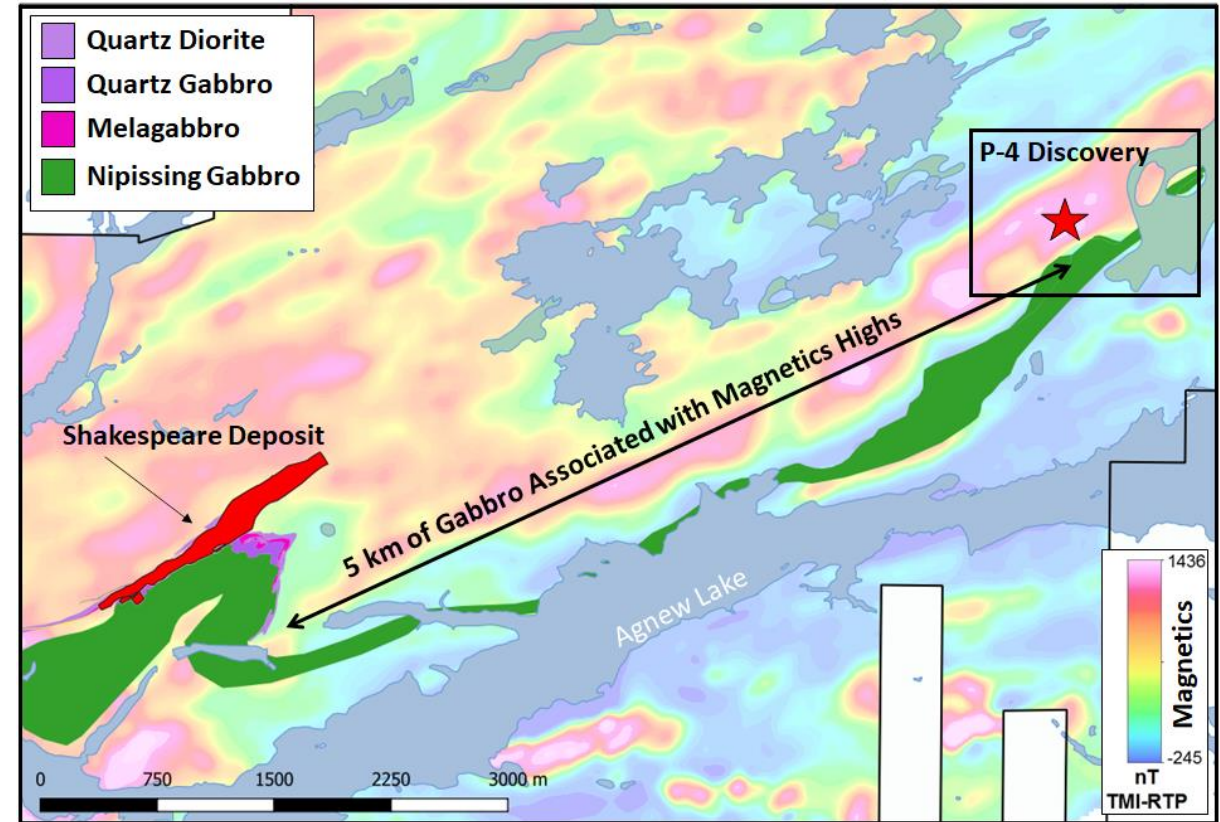 Quartz Diorite
Quartz Gabbro
Melagabbro
Nipissing Gabbro
P-4 Discovery
5 km of Gabbro Associated with Magnetics Highs
Shakespeare Deposit
Agnew Lake
0 750 1500 2250 3000 m
1436
Magnetics
-245
nT
TMI-RTP